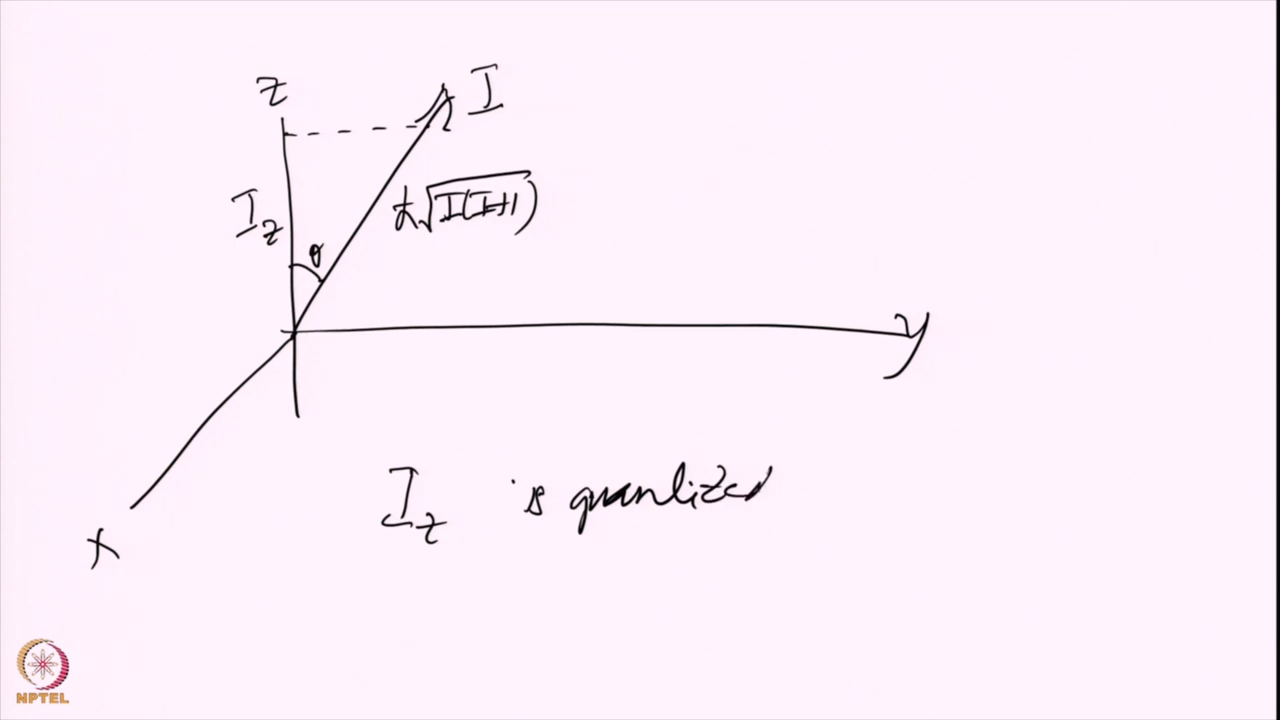 z
I
I_z
θ
ħ√I(I+1)
y
I_z is quantized
x
NPTEL